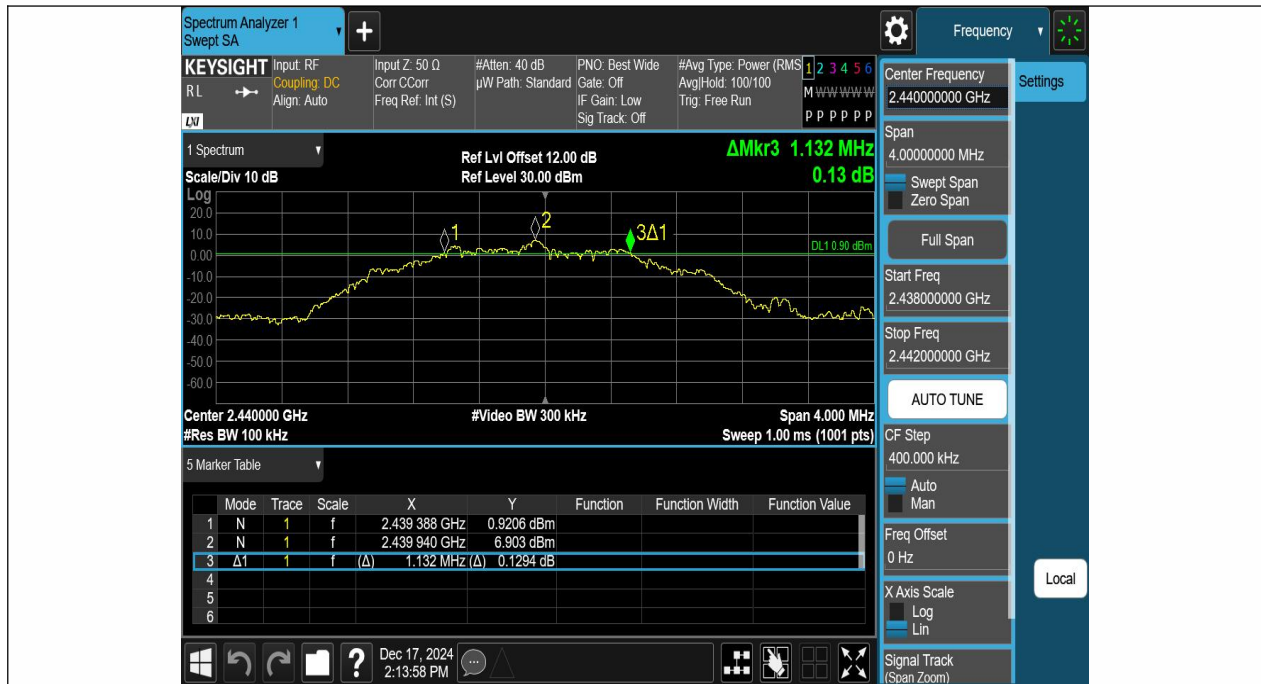 Spectrum Analyzer 1
Swept SA
+
Frequency
KEYSIGHT
RL
LXI
Input: RF
Coupling: DC
Align: Auto
Input Z: 50 Ω
Corr CCorr
Freq Ref: Int (S)
#Atten: 40 dB
µW Path: Standard
PNO: Best Wide
Gate: Off
IF Gain: Low
Sig Track: Off
#Avg Type: Power (RMS
Avg|Hold: 100/100
Trig: Free Run
1 2 3 4 5 6
M W W W W W
P P P P P P
1 Spectrum
Scale/Div 10 dB
Ref Lvl Offset 12.00 dB
Ref Level 30.00 dBm
ΔMkr3 1.132 MHz
0.13 dB
Log
20.0
10.0
0.00
-10.0
-20.0
-30.0
-40.0
-50.0
-60.0
1
2
3Δ1
DL1 0.90 dBm
Center 2.440000 GHz
#Video BW 300 kHz
Span 4.000 MHz
#Res BW 100 kHz
Sweep 1.00 ms (1001 pts)
5 Marker Table
Mode Trace Scale X Y Function Function Width Function Value
1 N 1 f 2.439 388 GHz 0.9206 dBm
2 N 1 f 2.439 940 GHz 6.903 dBm
3 Δ1 1 f (Δ) 1.132 MHz (Δ) 0.1294 dB
4
5
6
?
Dec 17, 2024
2:13:58 PM
Center Frequency
2.440000000 GHz
Settings
Span
4.00000000 MHz
Swept Span
Zero Span
Full Span
Start Freq
2.438000000 GHz
Stop Freq
2.442000000 GHz
AUTO TUNE
CF Step
400.000 kHz
Auto
Man
Freq Offset
0 Hz
X Axis Scale
Log
Lin
Local
Signal Track
(Span Zoom)